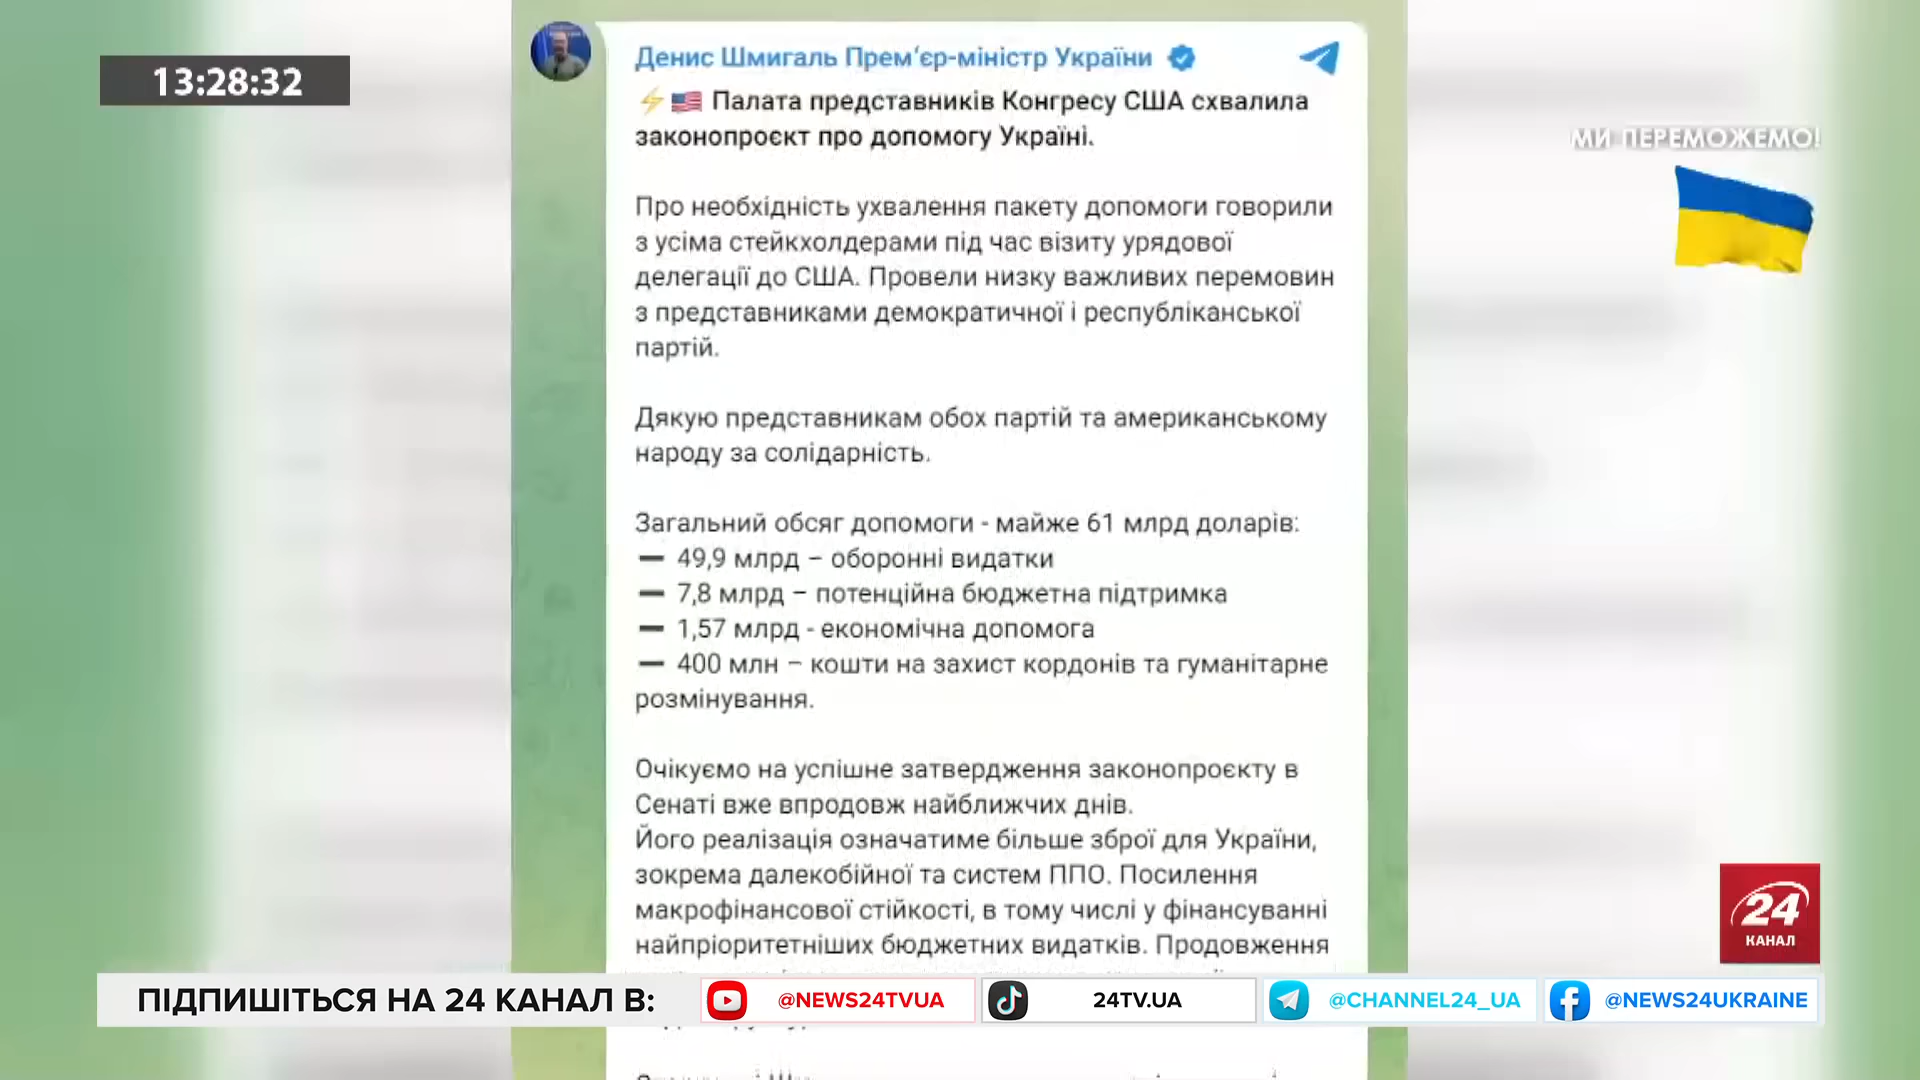 13:28:32
Денис Шмигаль Прем‘єр-міністр України
⚡🇺🇸 Палата представників Конгресу США схвалила
законопроєкт про допомогу Україні.
Про необхідність ухвалення пакету допомоги говорили
з усіма стейкхолдерами під час візиту урядової
делегації до США. Провели низку важливих перемовин
з представниками демократичної і республіканської
партій.
Дякую представникам обох партій та американському
народу за солідарність.
Загальний обсяг допомоги - майже 61 млрд доларів:
➖ 49,9 млрд – оборонні видатки
➖ 7,8 млрд – потенційна бюджетна підтримка
➖ 1,57 млрд - економічна допомога
➖ 400 млн – кошти на захист кордонів та гуманітарне
розмінування.
Очікуємо на успішне затвердження законопроєкту в
Сенаті вже впродовж найближчих днів.
Його реалізація означатиме більше зброї для України,
зокрема далекобійної та систем ППО. Посилення
макрофінансової стійкості, в тому числі у фінансуванні
найпріоритетніших бюджетних видатків. Продовження
МИ ПЕРЕМОЖЕМО!
24
КАНАЛ
ПІДПИШІТЬСЯ НА 24 КАНАЛ В:
@NEWS24TVUA
24TV.UA
@CHANNEL24_UA
@NEWS24UKRAINE